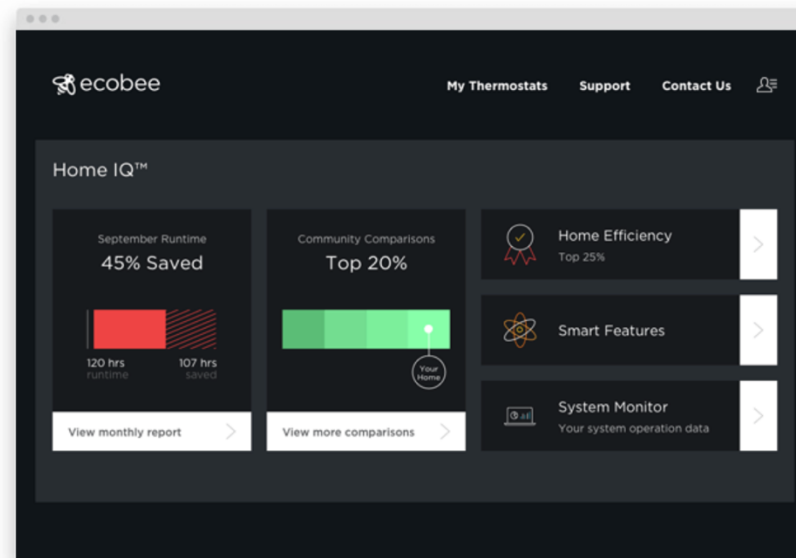 ecobee
My Thermostats
Support
Contact Us
Home IQ™
September Runtime
45% Saved
120 hrs
runtime
107 hrs
saved
View monthly report
Community Comparisons
Top 20%
Your
Home
View more comparisons
Home Efficiency
Top 25%
Smart Features
System Monitor
Your system operation data